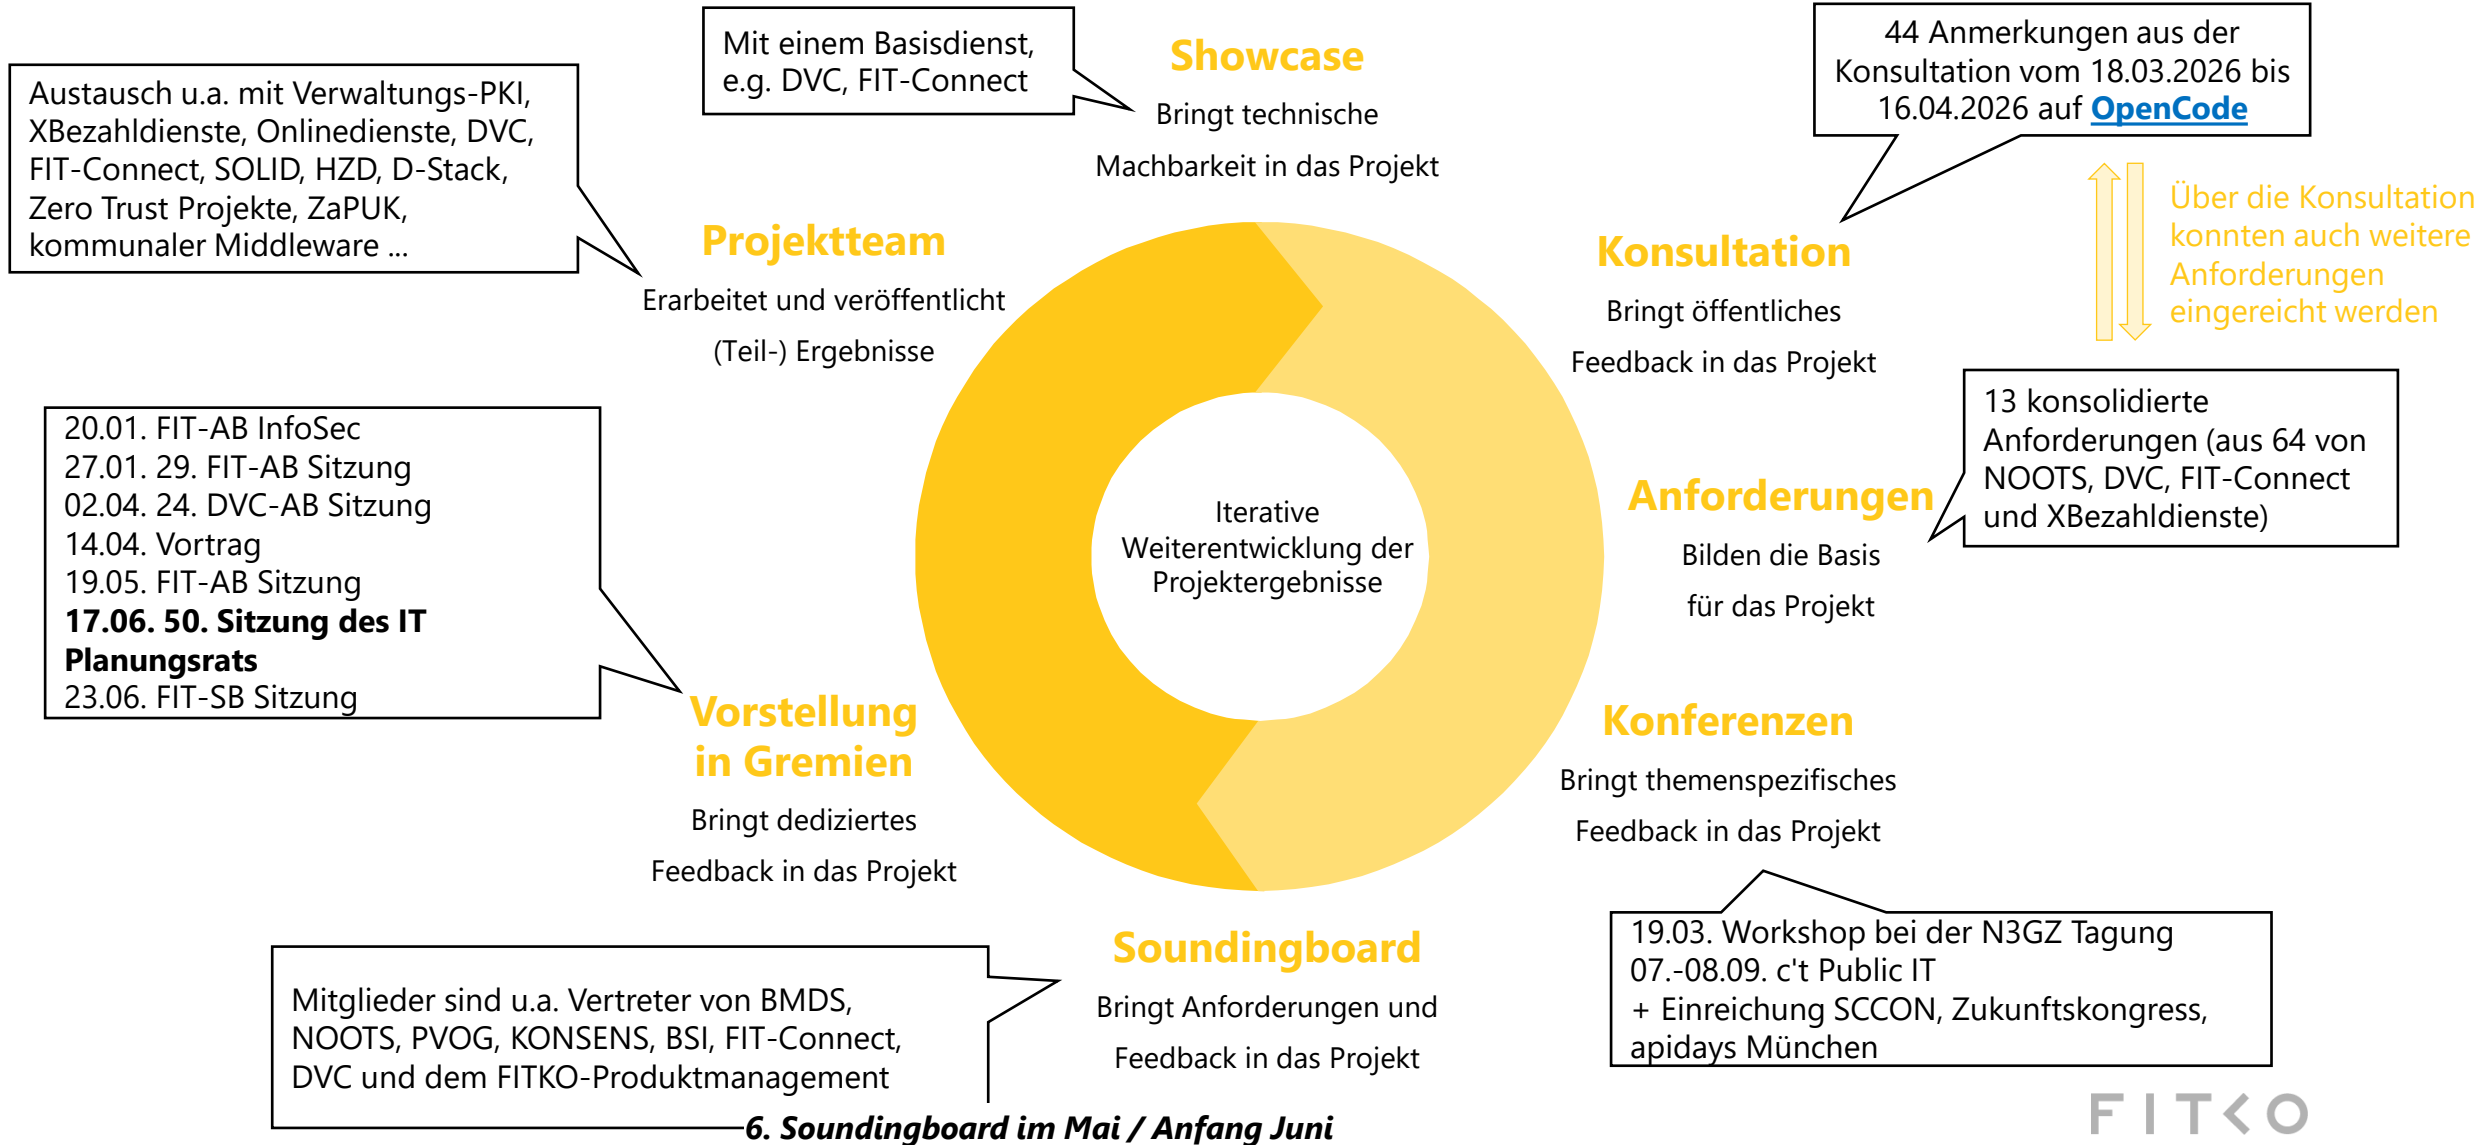 Mit einem Basisdienst,
e.g. DVC, FIT-Connect
Showcase
Bringt technische
Machbarkeit in das Projekt
44 Anmerkungen aus der
Konsultation vom 18.03.2026 bis
16.04.2026 auf OpenCode
Austausch u.a. mit Verwaltungs-PKI,
XBezahldienste, Onlinedienste, DVC,
FIT-Connect, SOLID, HZD, D-Stack,
Zero Trust Projekte, ZaPUK,
kommunaler Middleware ...
Projektteam
Erarbeitet und veröffentlicht
(Teil-) Ergebnisse
Konsultation
Bringt öffentliches
Feedback in das Projekt
Über die Konsultation
konnten auch weitere
Anforderungen
eingereicht werden
20.01. FIT-AB InfoSec
27.01. 29. FIT-AB Sitzung
02.04. 24. DVC-AB Sitzung
14.04. Vortrag
19.05. FIT-AB Sitzung
17.06. 50. Sitzung des IT
Planungsrats
23.06. FIT-SB Sitzung
Iterative
Weiterentwicklung der
Projektergebnisse
Anforderungen
Bilden die Basis
für das Projekt
13 konsolidierte
Anforderungen (aus 64 von
NOOTS, DVC, FIT-Connect
und XBezahldienste)
Vorstellung
in Gremien
Bringt dediziertes
Feedback in das Projekt
Konferenzen
Bringt themenspezifisches
Feedback in das Projekt
19.03. Workshop bei der N3GZ Tagung
07.-08.09. c't Public IT
+ Einreichung SCCON, Zukunftskongress,
apidays München
Soundingboard
Bringt Anforderungen und
Feedback in das Projekt
Mitglieder sind u.a. Vertreter von BMDS,
NOOTS, PVOG, KONSENS, BSI, FIT-Connect,
DVC und dem FITKO-Produktmanagement
6. Soundingboard im Mai / Anfang Juni
FITKO